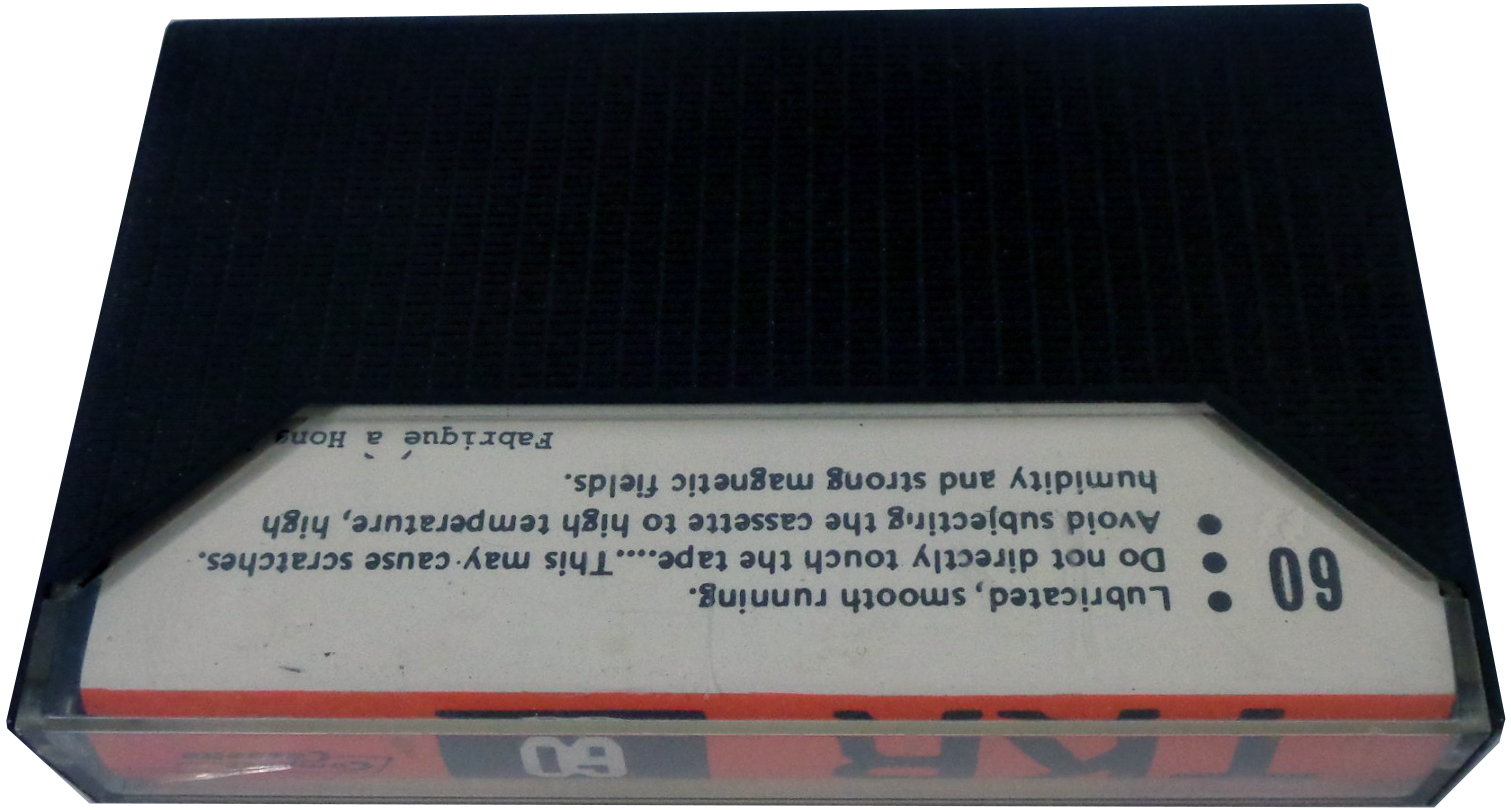 TKR 60
60
• Lubricated, smooth running.
• Do not directly touch the tape.....This may cause scratches.
• Avoid subjecting the cassette to high temperature, high
humidity and strong magnetic fields.
Fabriqué à Hong